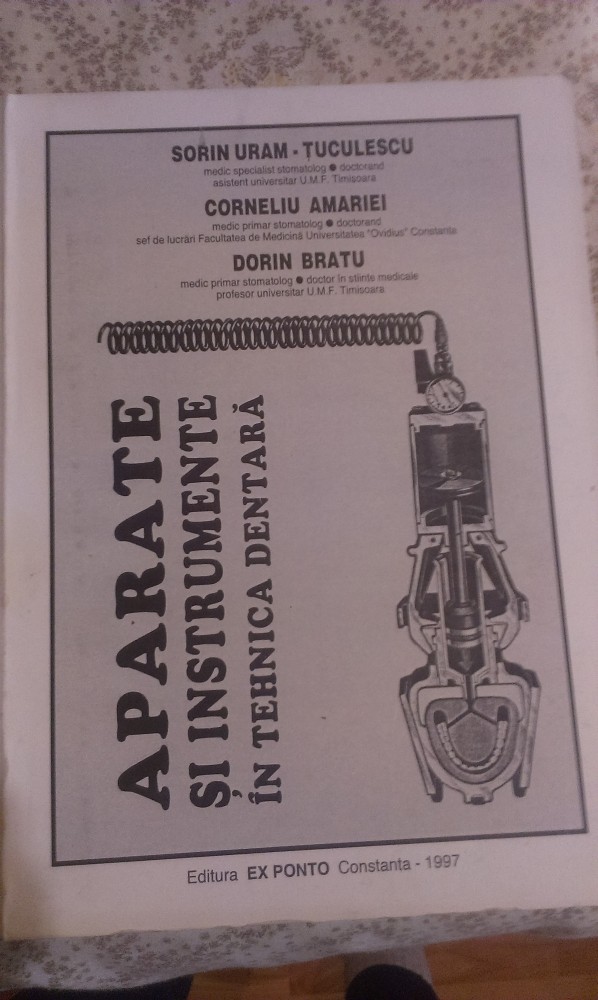 SORIN URAM - ȚUCULESCU
medic specialist stomatolog ● doctorand
asistent universitar U.M.F. Timisoara
CORNELIU AMARIEI
medic primar stomatolog ● doctorand
sef de lucrări Facultatea de Medicină Universitatea "Ovidius" Constanta
DORIN BRATU
medic primar stomatolog ● doctor în stiinte medicale
profesor universitar U.M.F. Timisoara
APARATE
ȘI INSTRUMENTE
ÎN TEHNICA DENTARĂ
Editura EX PONTO Constanta - 1997